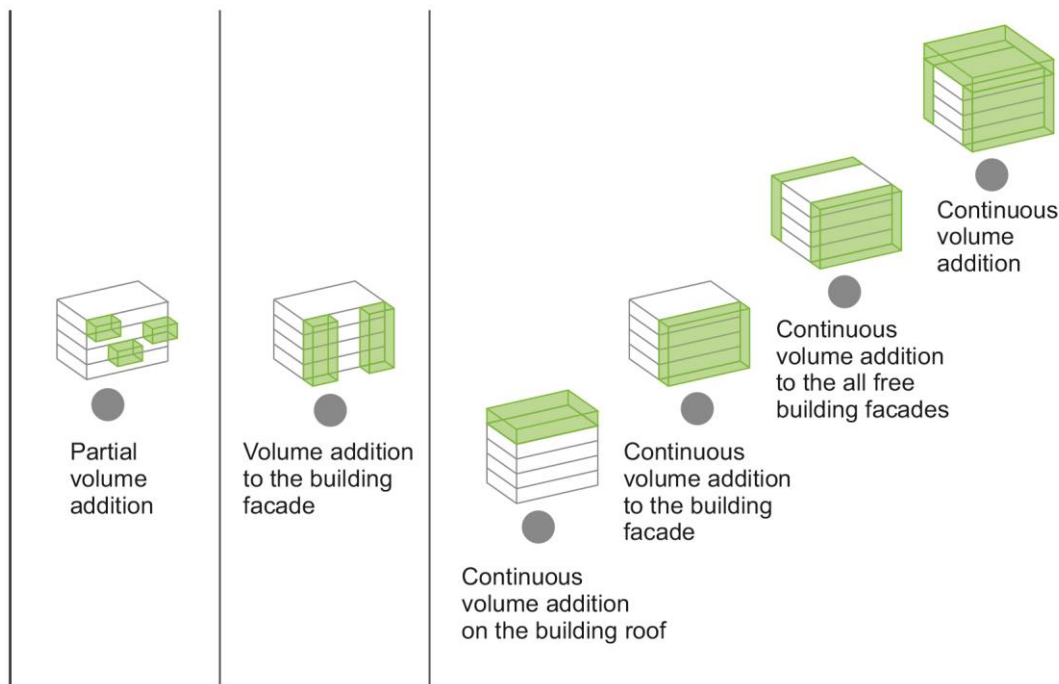 Partial
volume
addition
Volume addition
to the building
facade
Continuous
volume addition
on the building roof
Continuous
volume addition
to the building
facade
Continuous
volume addition
to the all free
building facades
Continuous
volume
addition